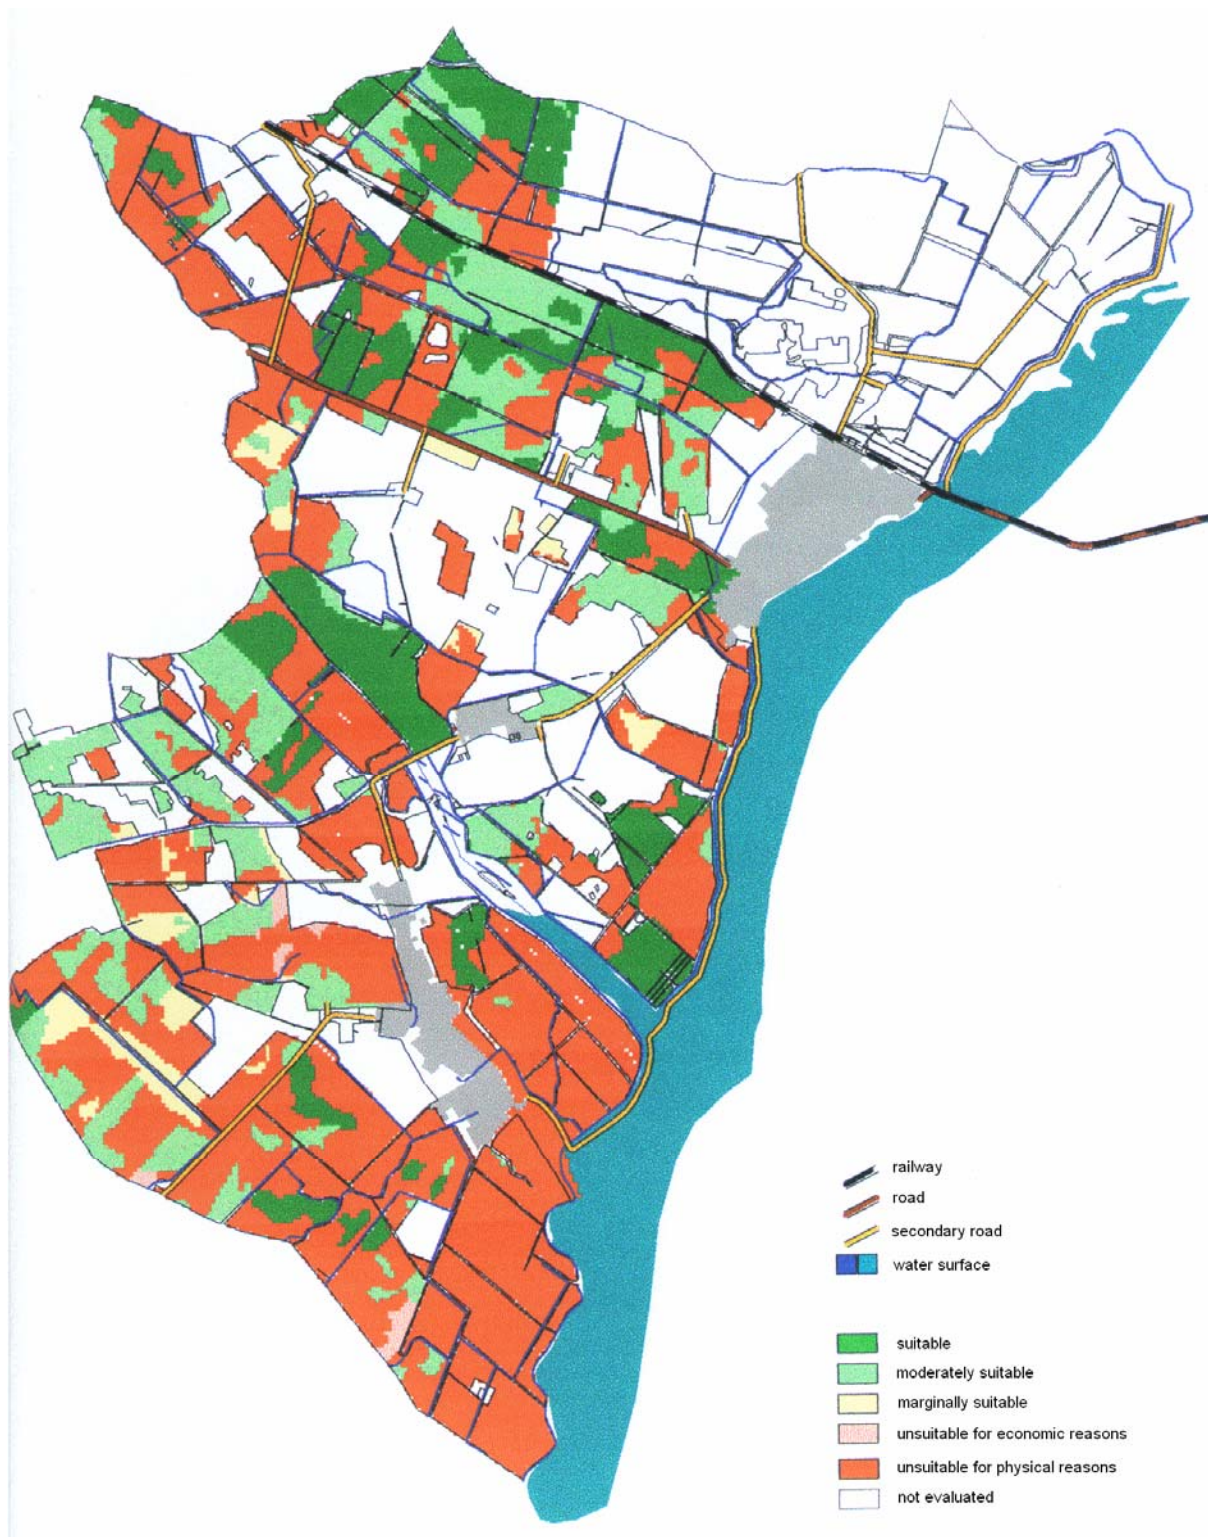 railway
road
secondary road
water surface
suitable
moderately suitable
marginally suitable
unsuitable for economic reasons
unsuitable for physical reasons
not evaluated